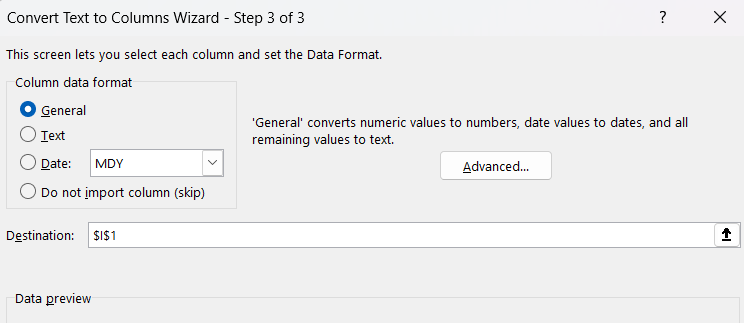 Convert Text to Columns Wizard - Step 3 of 3
?
This screen lets you select each column and set the Data Format.
Column data format
General
Text
Date: MDY
Do not import column (skip)
'General' converts numeric values to numbers, date values to dates, and all
remaining values to text.
Advanced...
Destination: $I$1
Data preview